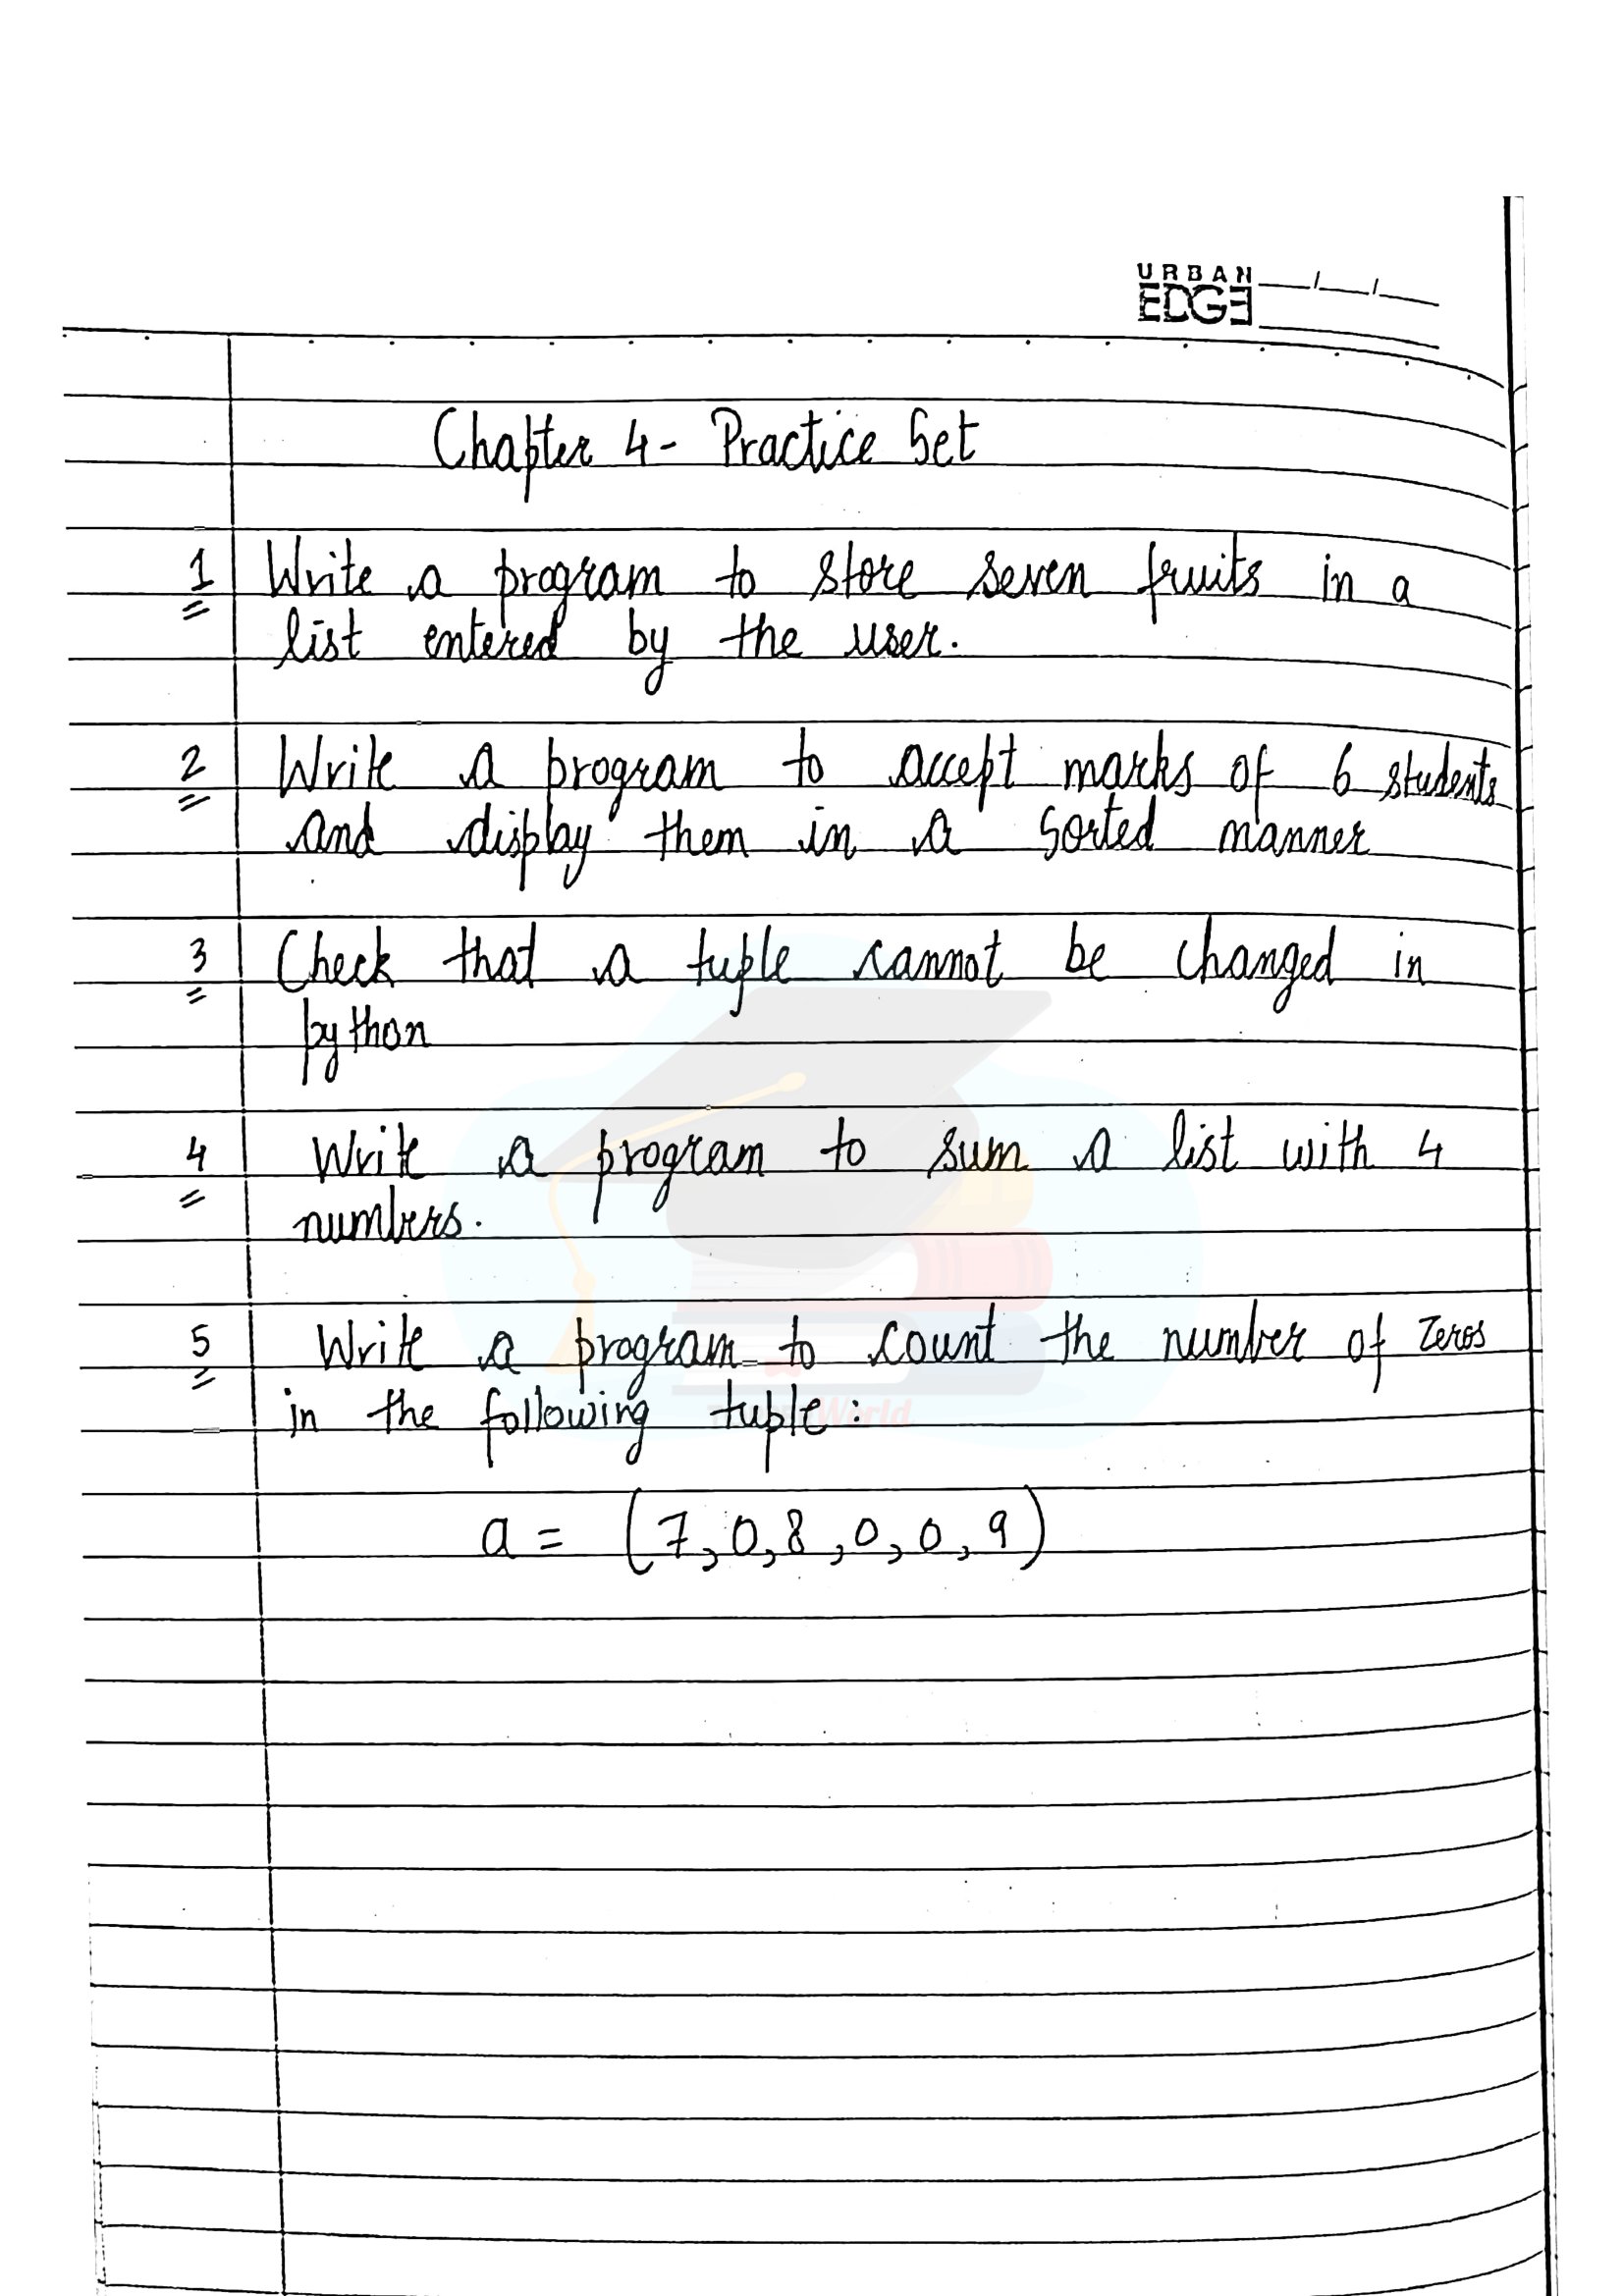 URBAN
EDGE
Chapter 4- Practice Set
1 Write a program to store seven fruits in a
list entered by the user.
2 Write a program to accept marks of 6 students
and display them in a sorted manner
3 Check that a tuple cannot be changed in
python
4 Write a program to sum a list with 4
numbers.
5 Write a program to count the number of zeros
in the following tuple:
World
a = (7,0,8,0,0,9)